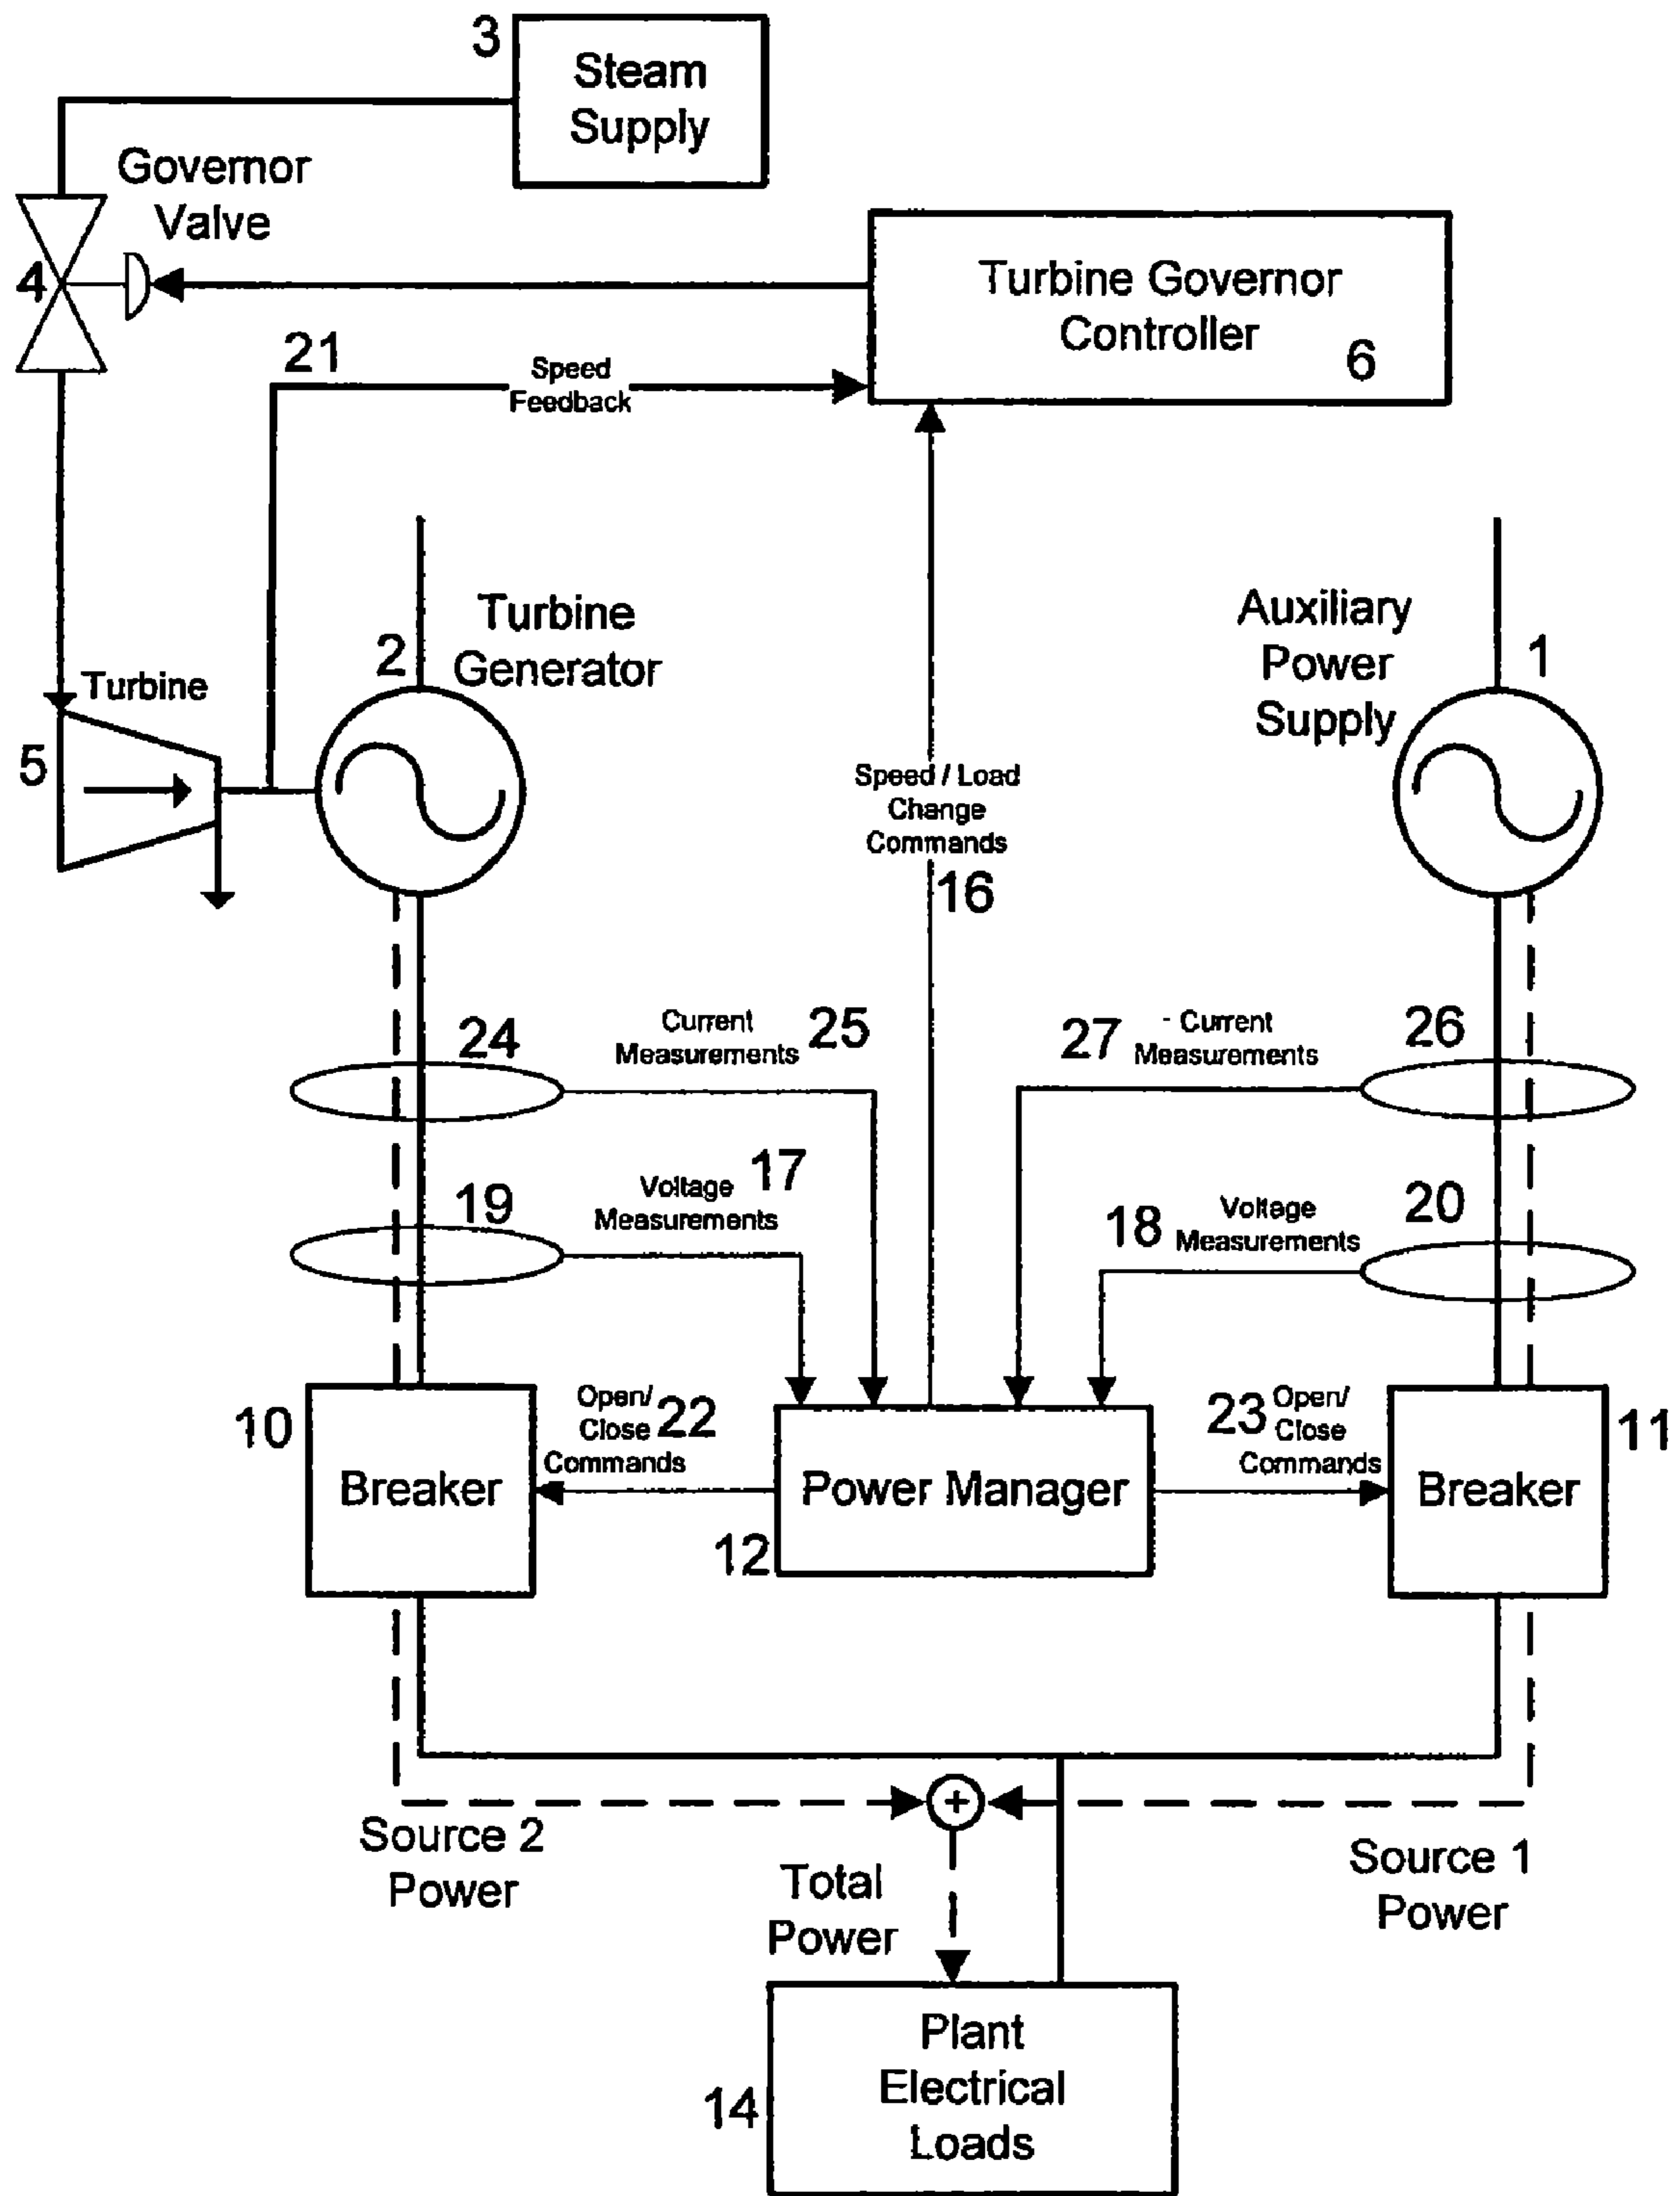 3
Steam
Supply
Governor
Valve
4
Turbine Governor
Controller
6
21
Speed
Feedback
Turbine
5
2
Turbine
Generator
Auxiliary
Power
Supply
1
Speed / Load
Change
Commands
16
24
Current
Measurements
25
27
Current
Measurements
26
19
Voltage
Measurements
17
18
Voltage
Measurements
20
10
Breaker
Open/
Close
Commands
22
Power Manager
12
23
Open/
Close
Commands
Breaker
11
+
Source 2
Power
Total
Power
Source 1
Power
Plant
Electrical
Loads
14